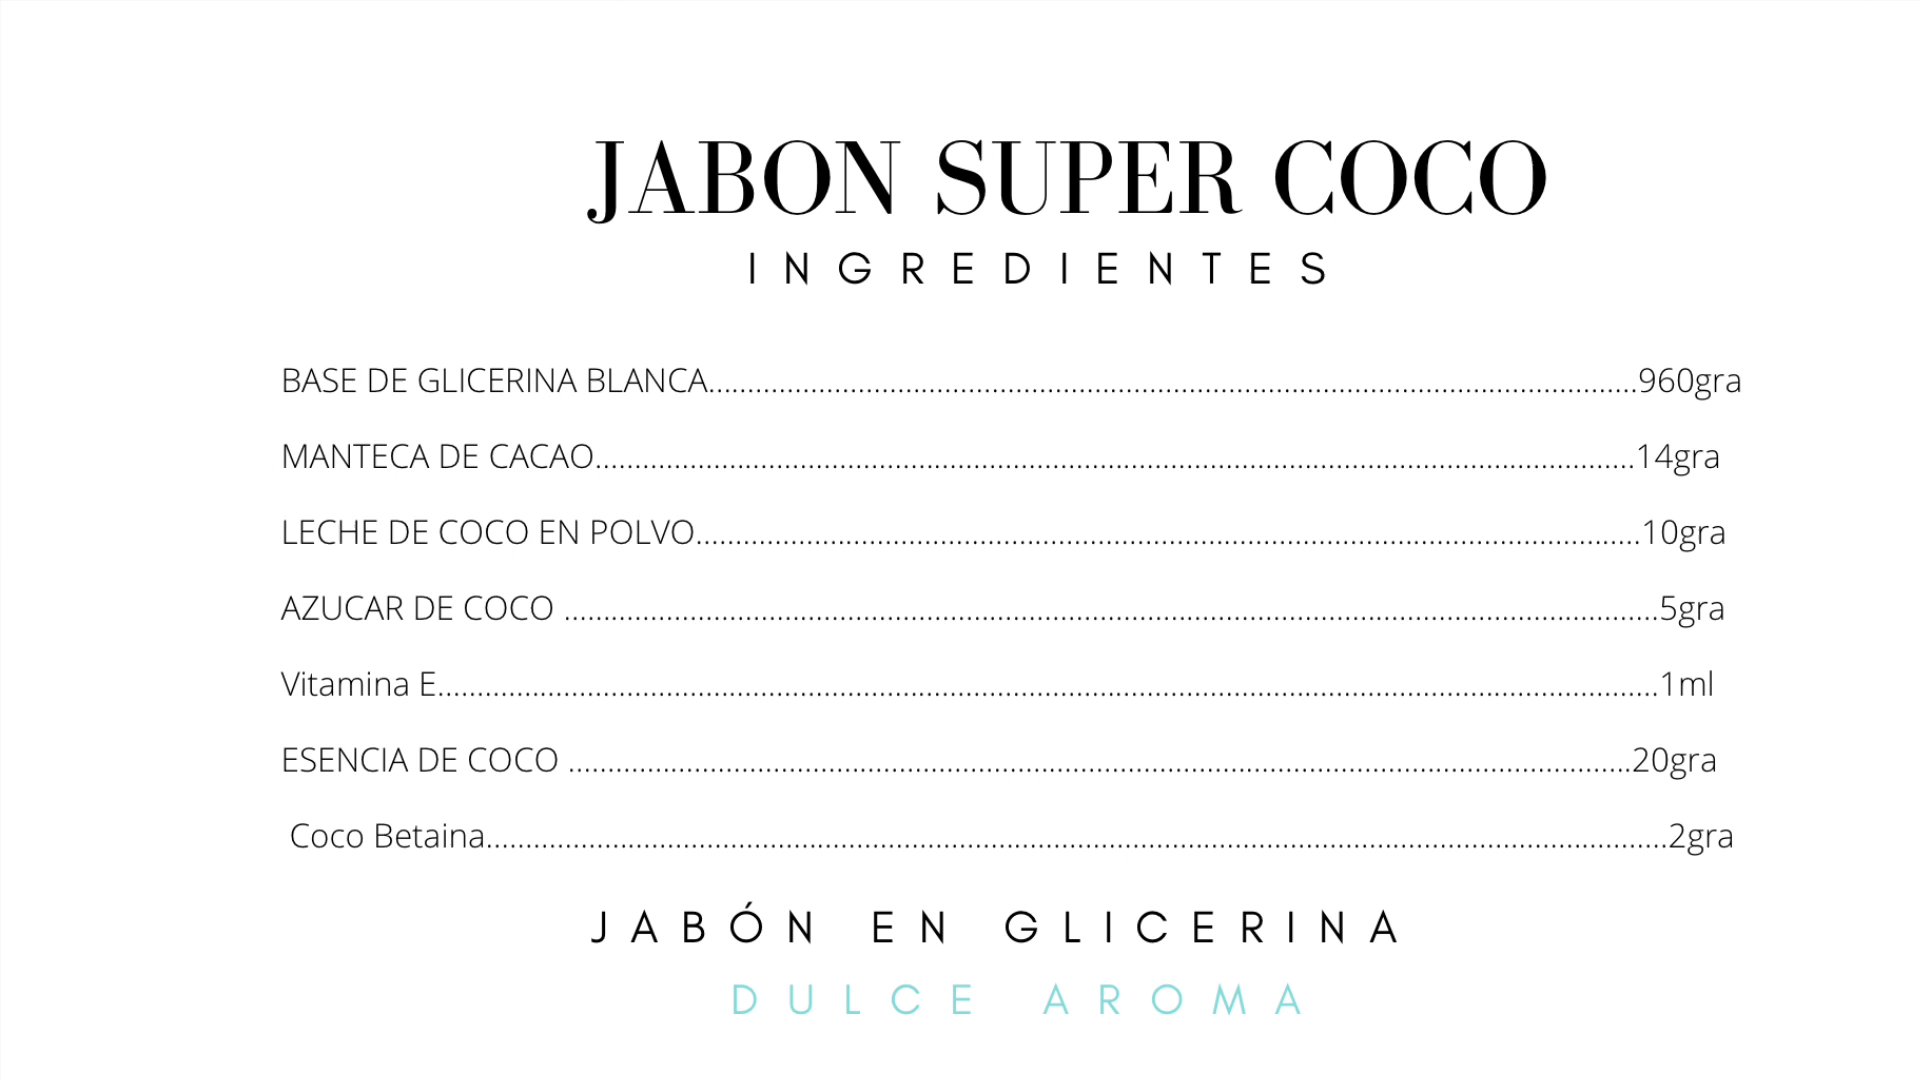 JABON SUPER COCO
INGREDIENTES
BASE DE GLICERINA BLANCA........................................................................................................................960gra
MANTECA DE CACAO......................................................................................................................................14gra
LECHE DE COCO EN POLVO..........................................................................................................................10gra
AZUCAR DE COCO .............................................................................................................................................5gra
Vitamina E.............................................................................................................................................................1ml
ESENCIA DE COCO .........................................................................................................................................20gra
Coco Betaina........................................................................................................................................................2gra
JABÓN EN GLICERINA
DULCE AROMA